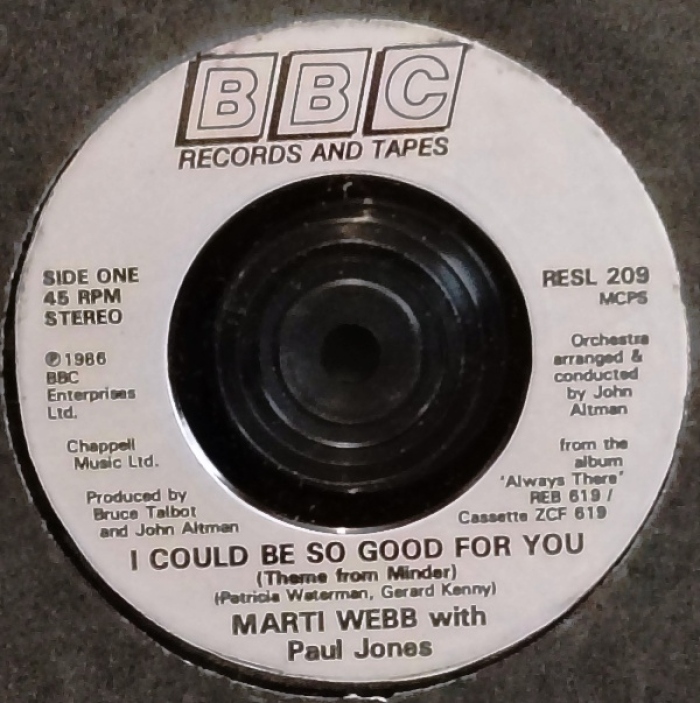 BBC
RECORDS AND TAPES
SIDE ONE
45 RPM
STEREO
℗1986
BBC
Enterprises
Ltd.
Chappell
Music Ltd.
Produced by
Bruce Talbot
and John Altman
RESL 209
MCPS
Orchestra
arranged &
conducted
by John
Altman
from the
album
'Always There'
REB 619 /
Cassette ZCF 619
I COULD BE SO GOOD FOR YOU
(Theme from Minder)
(Patricia Waterman, Gerard Kenny)
MARTI WEBB with
Paul Jones